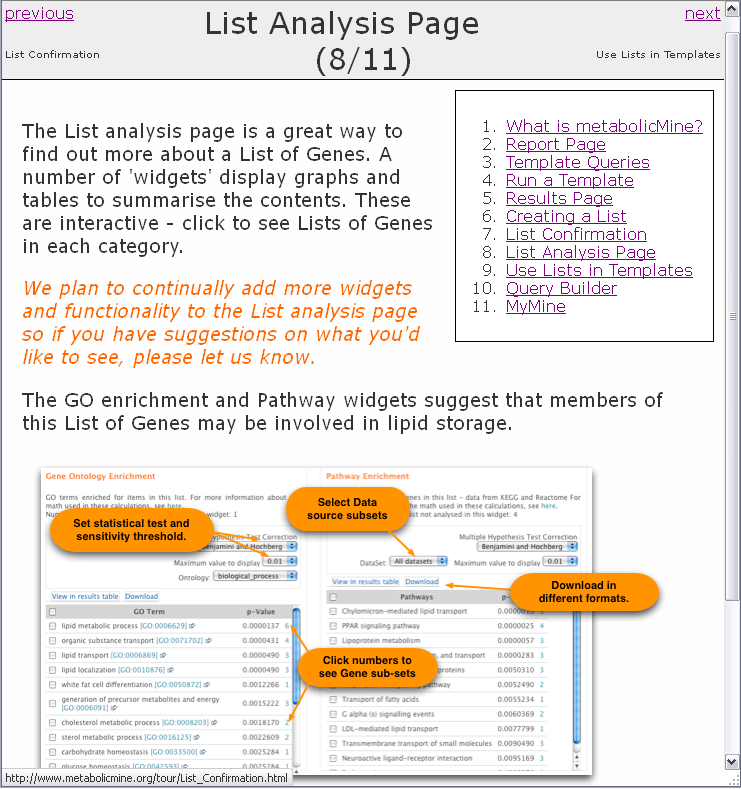 previous
List Analysis Page
(8/11)
next
List Confirmation
Use Lists in Templates
The List analysis page is a great way to
find out more about a List of Genes. A
number of 'widgets' display graphs and
tables to summarise the contents. These
are interactive - click to see Lists of Genes
in each category.
1. What is metabolicMine?
2. Report Page
3. Template Queries
4. Run a Template
5. Results Page
6. Creating a List
7. List Confirmation
8. List Analysis Page
9. Use Lists in Templates
10. Query Builder
11. MyMine
We plan to continually add more widgets
and functionality to the List analysis page
so if you have suggestions on what you'd
like to see, please let us know.
The GO enrichment and Pathway widgets suggest that members of
this List of Genes may be involved in lipid storage.
Gene Ontology Enrichment
GO terms enriched for items in this list. For more information about
math used in these calculations, see here.
widget: 1
Set statistical test and
sensitivity threshold.
Test Correction
Benjamini and Hochberg
Maximum value to display 0.01
Ontology: biological_process
View in results table Download
GO Term p-Value
lipid metabolic process [GO:0006629] 0.0000137 6
organic substance transport [GO:0071702] 0.0000431 4
lipid transport [GO:0006869] 0.0000490 3
lipid localization [GO:0010876] 0.0000490 3
white fat cell differentiation [GO:0050872] 0.0012266 1
generation of precursor metabolites and energy
[GO:0006091] 0.0015222 3
cholesterol metabolic process [GO:0008203] 0.0018170 2
sterol metabolic process [GO:0016125] 0.0022609 2
carbohydrate homeostasis [GO:0033500] 0.0025284 1
glucose homeostasis [GO:0042593] 0.0025284 1
Pathway Enrichment
genes in this list - data from KEGG and Reactome For
the math used in these calculations, see here.
list not analysed in this widget: 4
Select Data
source subsets
Multiple Hypothesis Test Correction
Benjamini and Hochberg
DataSet: All datasets Maximum value to display 0.01
View in results table Download
Download in
different formats.
Pathways
Chylomicron-mediated lipid transport
PPAR signaling pathway 0.0000025 4
Lipoprotein metabolism 0.0000057 3
and transport 0.0000283 3
0.0050310 3
Click numbers to
see Gene sub-sets
signaling pathway 0.0052490 2
Transport of fatty acids 0.0055234 1
G alpha (s) signalling events 0.0060369 2
LDL-mediated lipid transport 0.0077799 1
Transmembrane transport of small molecules 0.0090490 3
Neuroactive ligand-receptor interaction 0.0095169 3
http://www.metabolicmine.org/tour/List_Confirmation.html